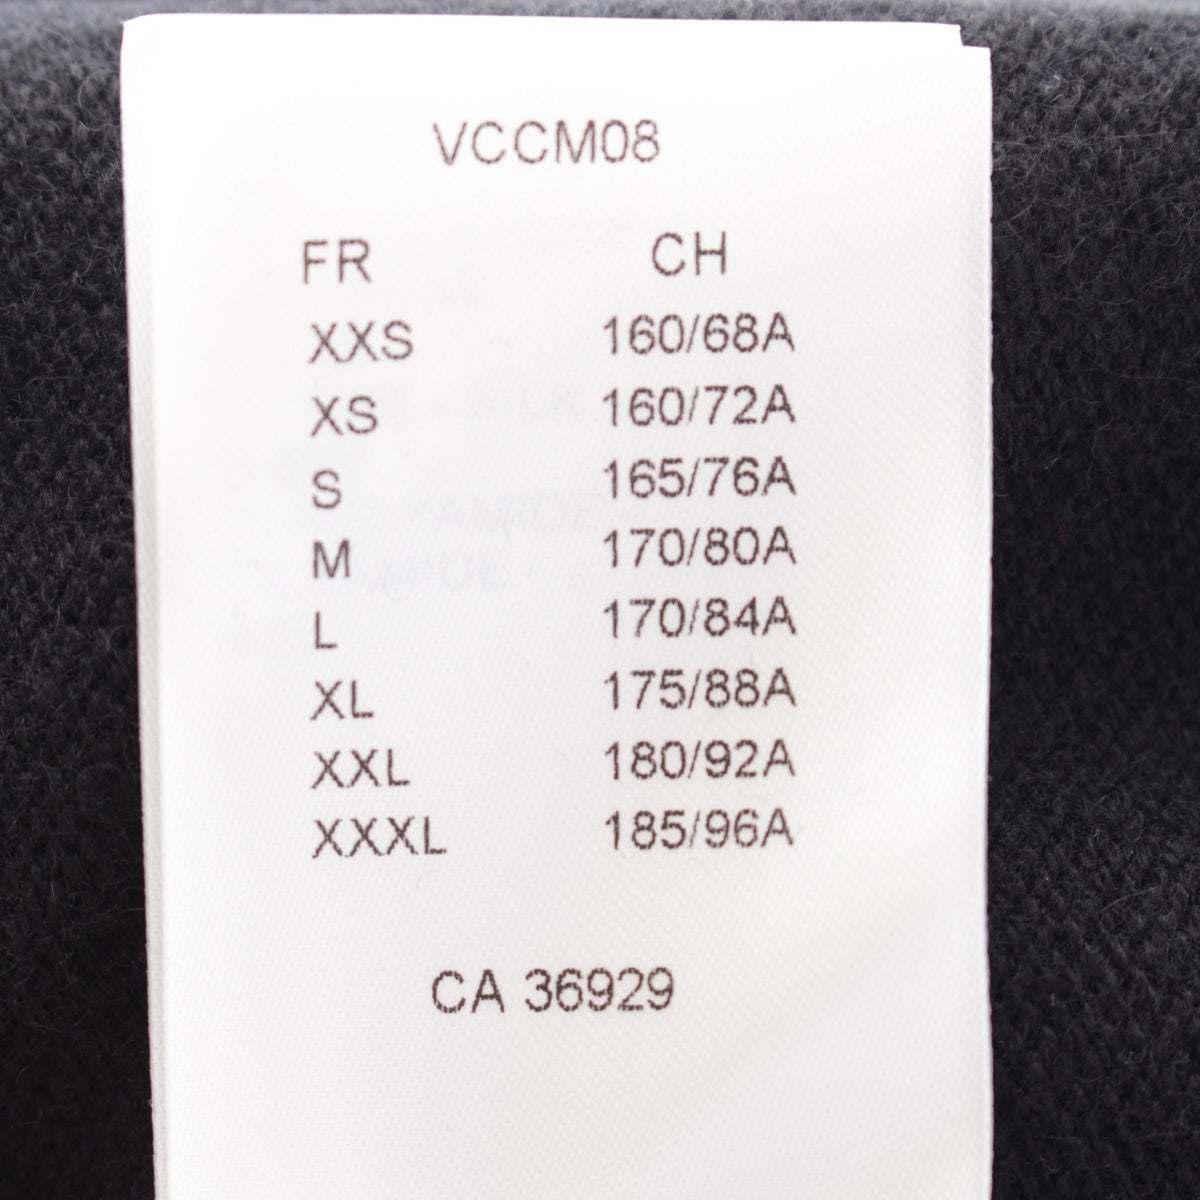 VCCM08
FR CH
XXS 160/68A
XS 160/72A
S 165/76A
M 170/80A
L 170/84A
XL 175/88A
XXL 180/92A
XXXL 185/96A
CA 36929